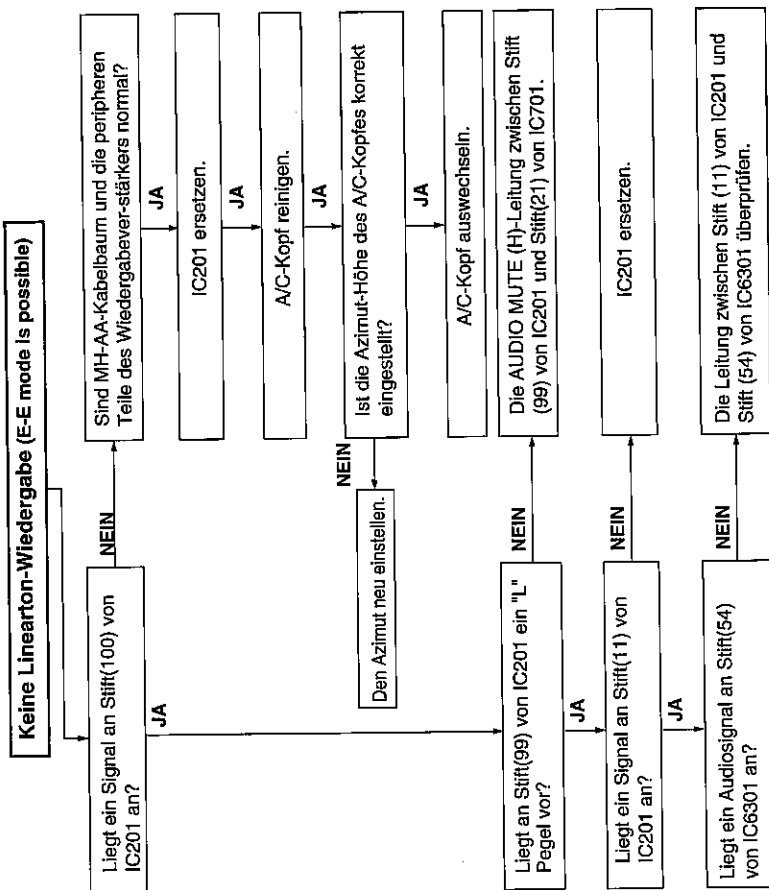 Keine Linearton-Wiedergabe (E-E mode Is possible)
Liegt ein Signal an Stift(100) von
IC201 an?
NEIN
Sind MH-AA-Kabelbaum und die peripheren
Teile des Wiedergabever-stärkers normal?
JA
IC201 ersetzen.
JA
A/C-Kopf reinigen.
JA
Ist die Azimut-Höhe des A/C-Kopfes korrekt
eingestellt?
NEIN
Den Azimut neu einstellen.
JA
A/C-Kopf auswechseln.
JA
Liegt an Stift(99) von IC201 ein "L"
Pegel vor?
NEIN
Die AUDIO MUTE (H)-Leitung zwischen Stift
(99) von IC201 und Stift(21) von IC701.
JA
Liegt ein Signal an Stift(11) von
IC201 an?
NEIN
IC201 ersetzen.
JA
Liegt ein Audiosignal an Stift(54)
von IC6301 an?
NEIN
Die Leitung zwischen Stift (11) von IC201 und
Stift (54) von IC6301 überprüfen.